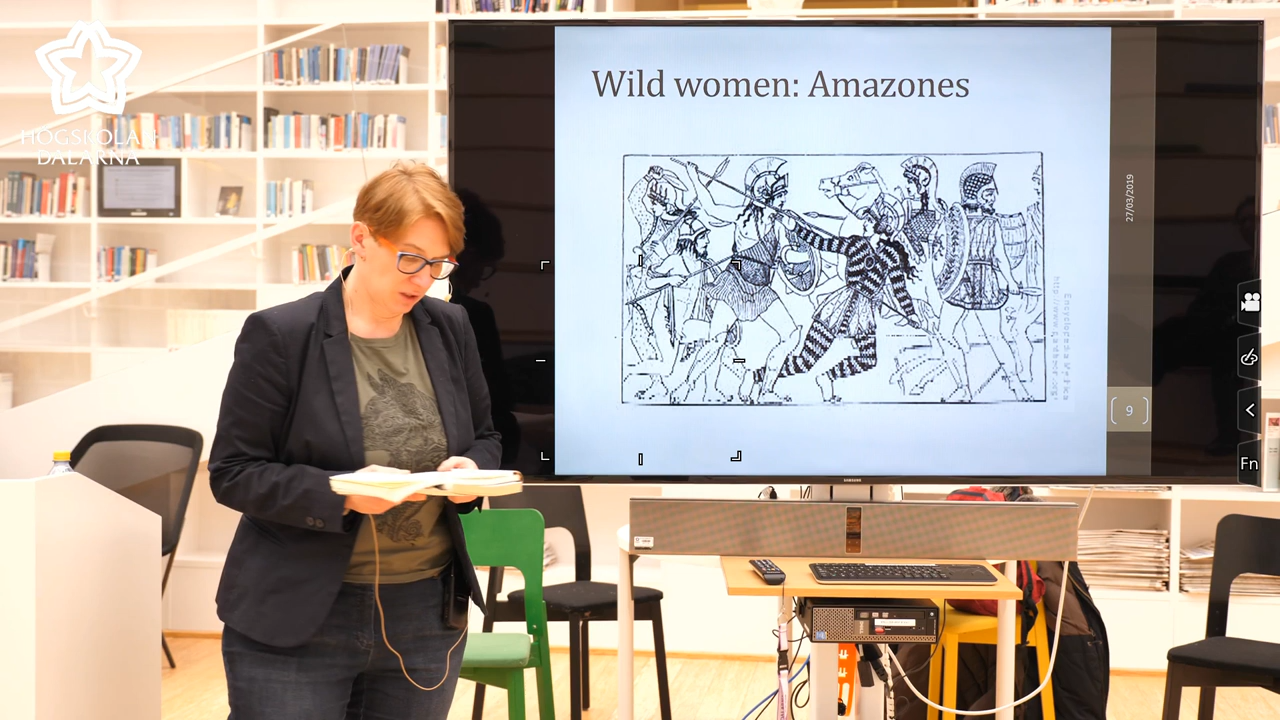 HÖGSKOLAN
DALARNA
Wild women: Amazones
27/03/2019
9
SAMSUNG
Fn